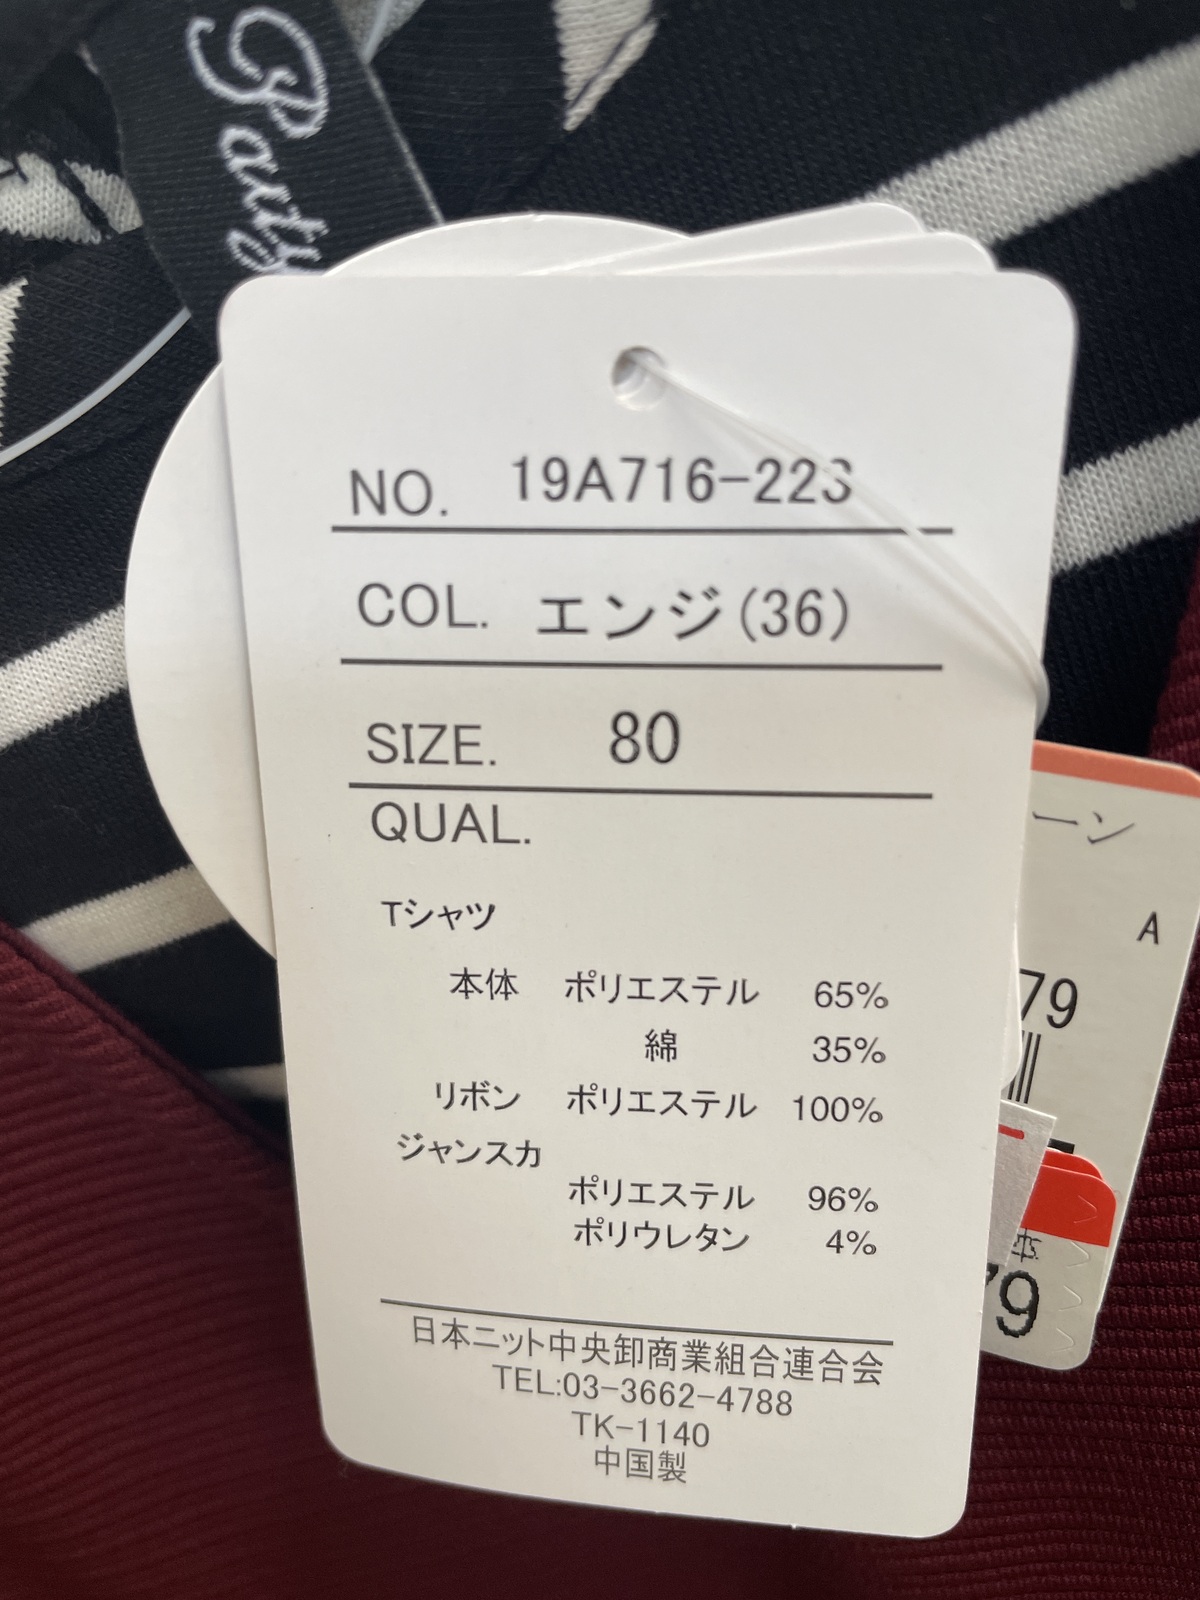 NO. 19A716-223
COL. エンジ(36)
SIZE. 80
QUAL.
Tシャツ
本体 ポリエステル 65%
綿 35%
リボン ポリエステル 100%
ジャンスカ
ポリエステル 96%
ポリウレタン 4%
日本ニット中央卸商業組合連合会
TEL:03-3662-4788
TK-1140
中国製
ーン
A
79
79